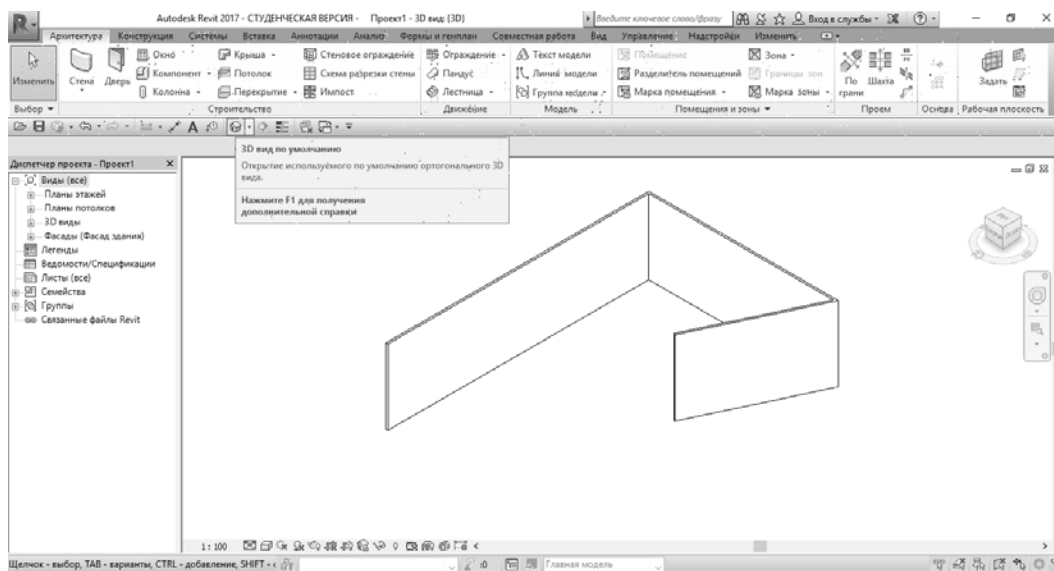 Autodesk Revit 2017 - СТУДЕНЧЕСКАЯ ВЕРСИЯ - Проект1 - 3D вид: {3D}
Введите ключевое слово/фразу
Вход в службы
Архитектура Конструкция Системы Вставка Аннотации Анализ Формы и генплан Совместная работа Вид Управление Надстройки Изменить
Изменить
Стена
Дверь
Окно
Компонент
Колонна
Крыша
Потолок
Перекрытие
Стеновое ограждение
Схема разрезки стены
Импост
Ограждение
Пандус
Лестница
A Текст модели
Линия модели
Группа модели
Помещение
Разделитель помещений
Марка помещения
Зона
Границы зон
Марка зоны
По грани
Шахта
Задать
Выбор
Строительство
Движение
Модель
Помещения и зоны
Проем
Основа
Рабочая плоскость
3D вид по умолчанию
Открытие используемого по умолчанию ортогонального 3D
вида.
Нажмите F1 для получения
дополнительной справки
Диспетчер проекта - Проект1
Виды (все)
Планы этажей
Планы потолков
3D виды
Фасады (Фасад здания)
Легенды
Ведомости/Спецификации
Листы (все)
Семейства
Группы
Связанные файлы Revit
1 : 100
Щелчок - выбор, TAB - варианты, CTRL - добавление, SHIFT -
:0
Главная модель